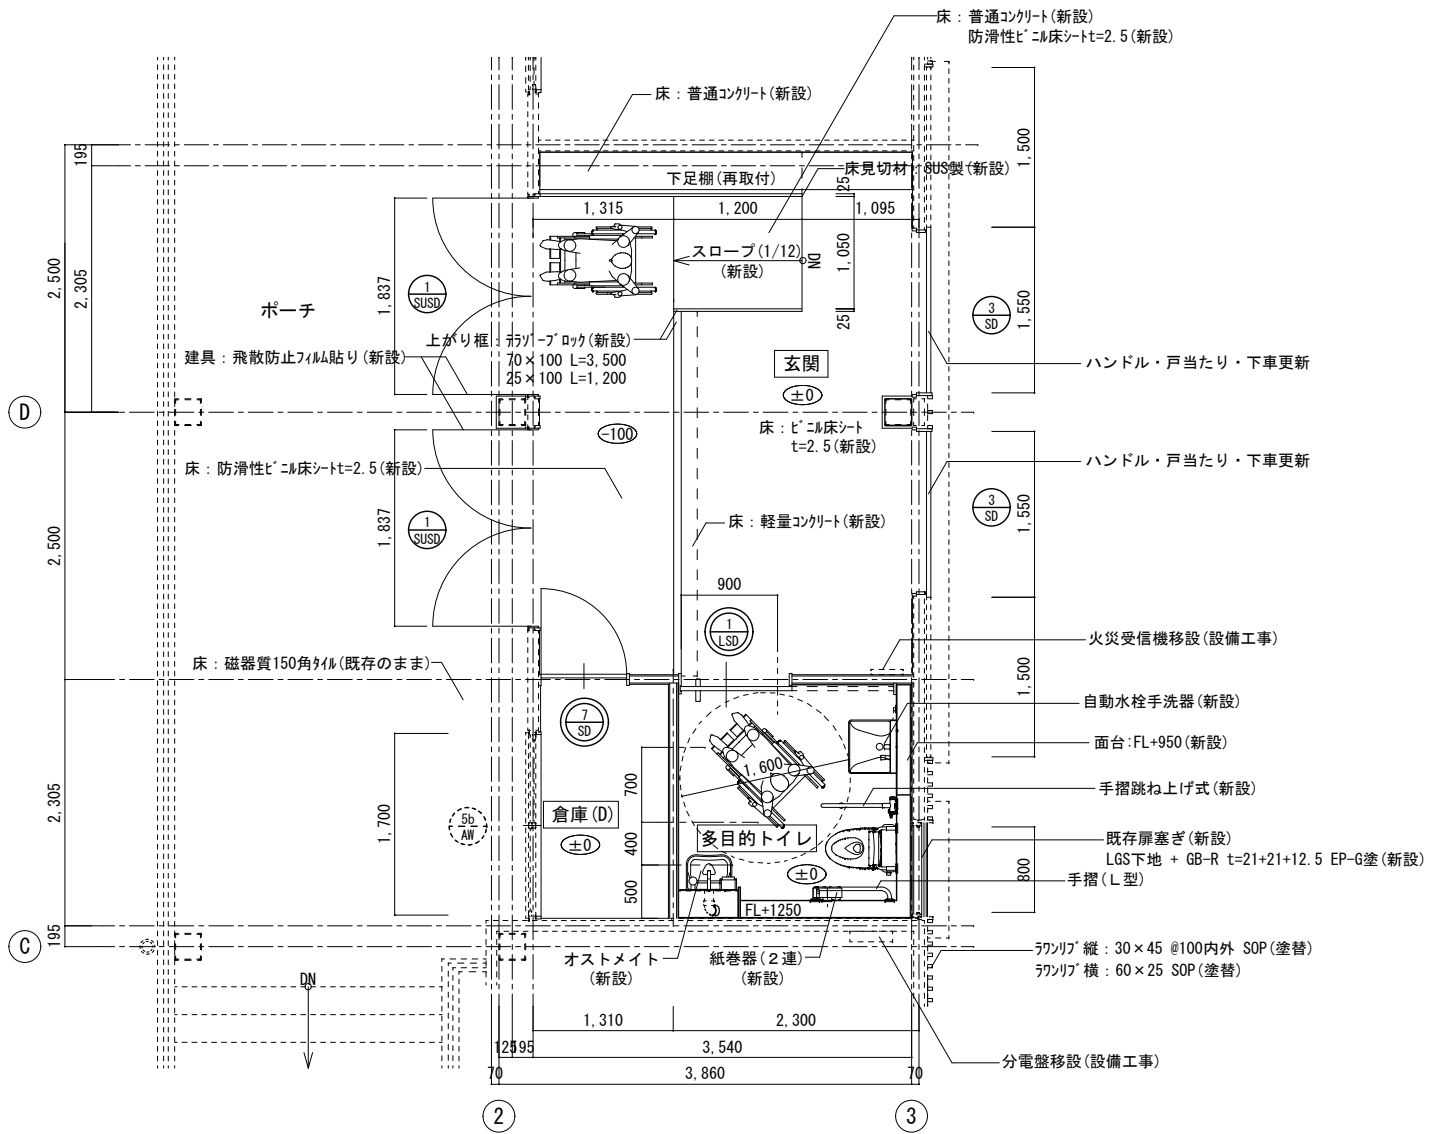 床：普通ｺﾝｸﾘｰﾄ(新設)
防滑性ﾋﾞﾆﾙ床ｼｰﾄt=2.5(新設)
床：普通ｺﾝｸﾘｰﾄ(新設)
下足棚(再取付)
床見切材：SUS製(新設)
195
25
1,500
1,315
1,200
1,095
スロープ(1/12)
(新設)
DN
1,050
2,500
2,305
1,837
1
SUSD
ポーチ
3
SD
1,550
25
上がり框：ﾃﾗｿﾞｰﾌﾞﾛｯｸ(新設)
70×100 L=3,500
25×100 L=1,200
建具：飛散防止ﾌｨﾙﾑ貼り(新設)
玄関
±0
ハンドル・戸当たり・下車更新
D
-100
床：ﾋﾞﾆﾙ床ｼｰﾄ
t=2.5(新設)
床：防滑性ﾋﾞﾆﾙ床ｼｰﾄt=2.5(新設)
ハンドル・戸当たり・下車更新
3
SD
1,550
2,500
1,837
1
SUSD
床：軽量ｺﾝｸﾘｰﾄ(新設)
900
1
LSD
火災受信機移設(設備工事)
床：磁器質150角ﾀｲﾙ(既存のまま)
1,500
自動水栓手洗器(新設)
7
SD
面台:FL+950(新設)
1,600
700
手摺跳ね上げ式(新設)
2,305
1,700
5b
AW
倉庫(D)
±0
多目的トイレ
±0
400
既存扉塞ぎ(新設)
LGS下地 + GB-R t=21+21+12.5 EP-G塗(新設)
800
手摺(Ｌ型)
500
FL+1250
195
C
オストメイト
(新設)
紙巻器(２連)
(新設)
ﾗﾜﾝﾘﾌﾞ縦：30×45 @100内外 SOP(塗替)
ﾗﾜﾝﾘﾌﾞ横：60×25 SOP(塗替)
DN
1,310
2,300
125
195
3,540
分電盤移設(設備工事)
70
3,860
70
2
3